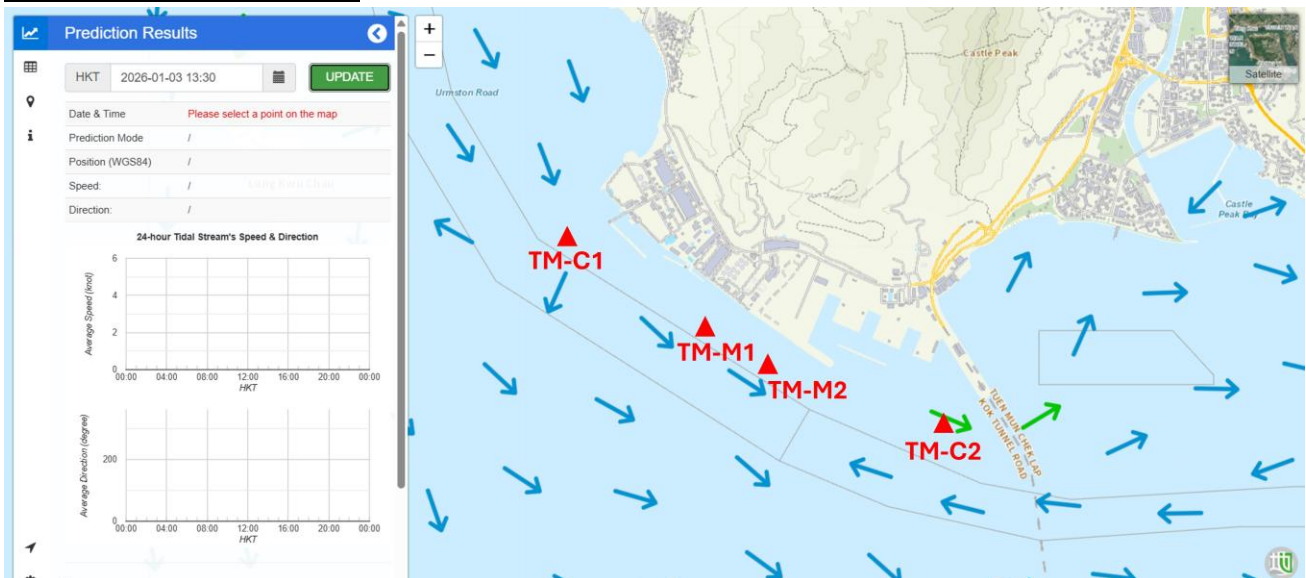 Prediction Results
HKT 2026-01-03 13:30 UPDATE
Date & Time Please select a point on the map
Prediction Mode /
Position (WGS84) /
Speed: /
Direction: /
24-hour Tidal Stream's Speed & Direction
Average Speed (knot)
6
4
2
0
00:00 04:00 08:00 12:00 16:00 20:00 00:00
HKT
Average Direction (degree)
200
0
00:00 04:00 08:00 12:00 16:00 20:00 00:00
HKT
+
−
Urmston Road
Castle Peak
Satellite
Castle
Peak Bay
TM-C1
TM-M1
TM-M2
TM-C2
TUEN MUN CHEK LAP
KOK TUNNEL ROAD